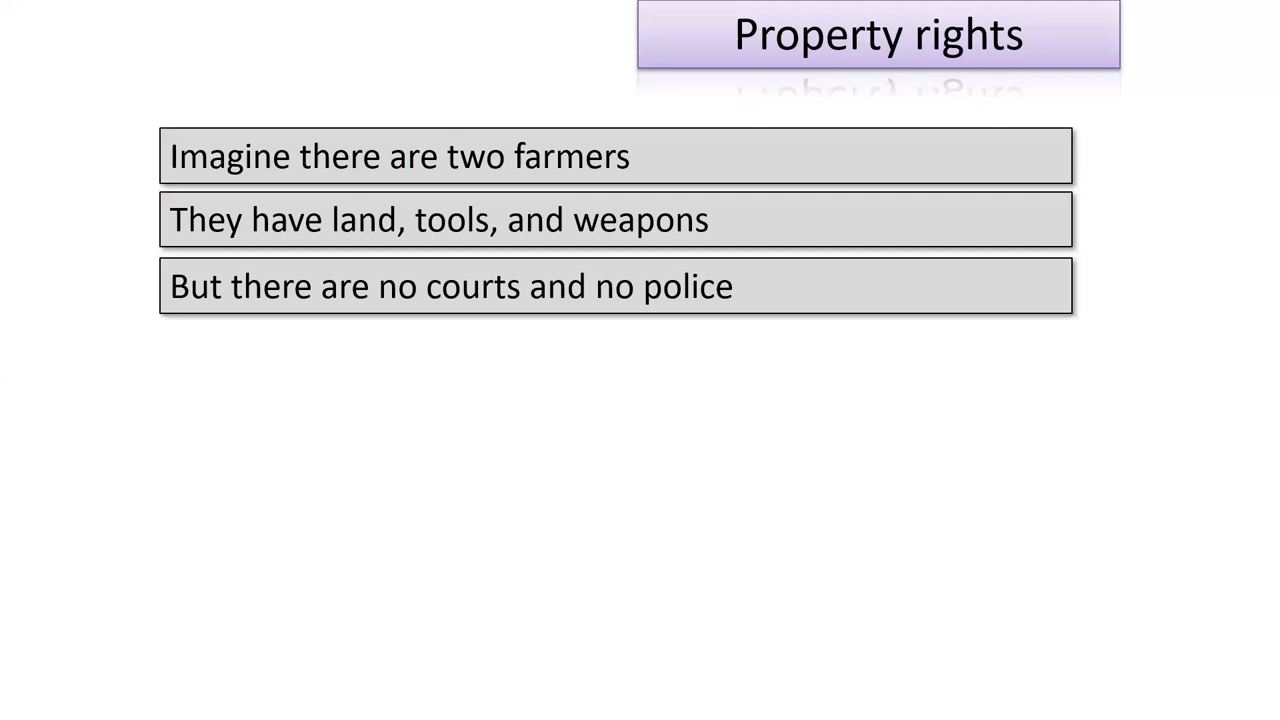 Property rights
Imagine there are two farmers
They have land, tools, and weapons
But there are no courts and no police